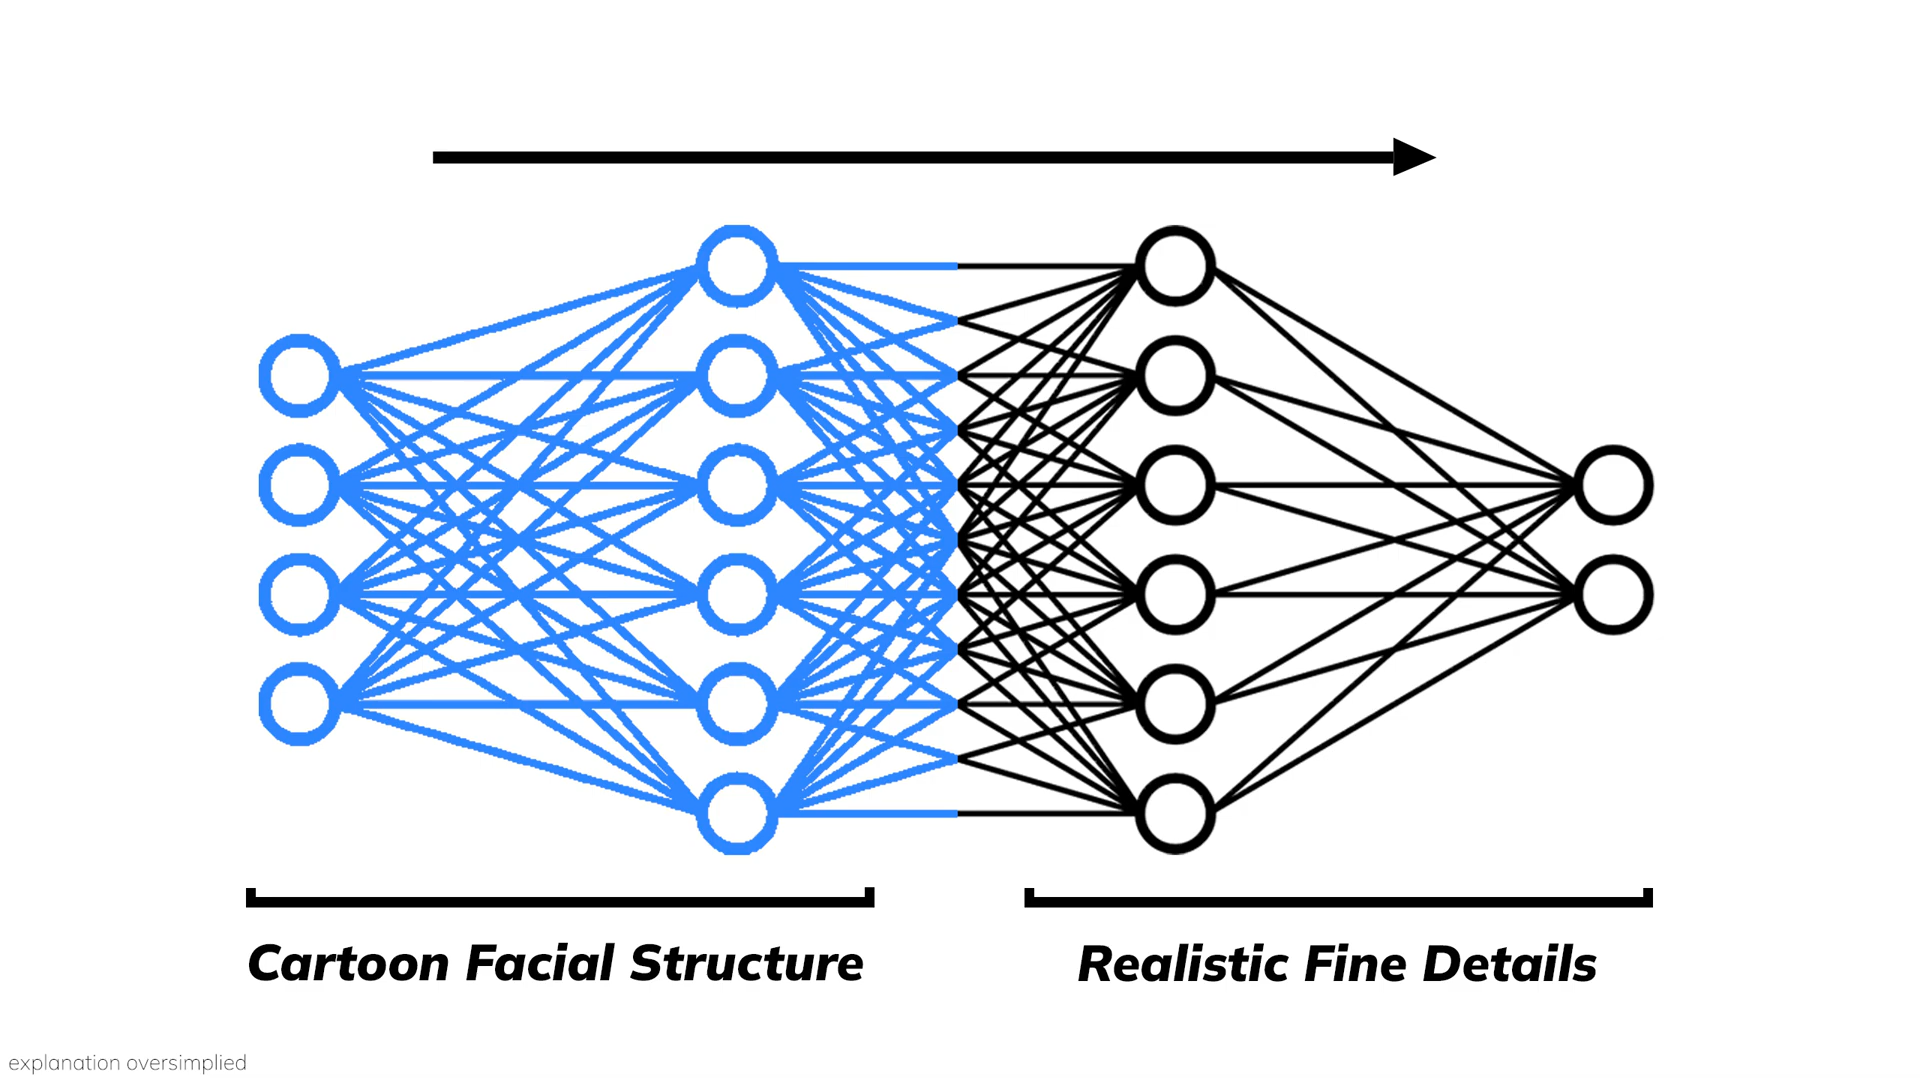 Cartoon Facial Structure
Realistic Fine Details
explanation oversimplied